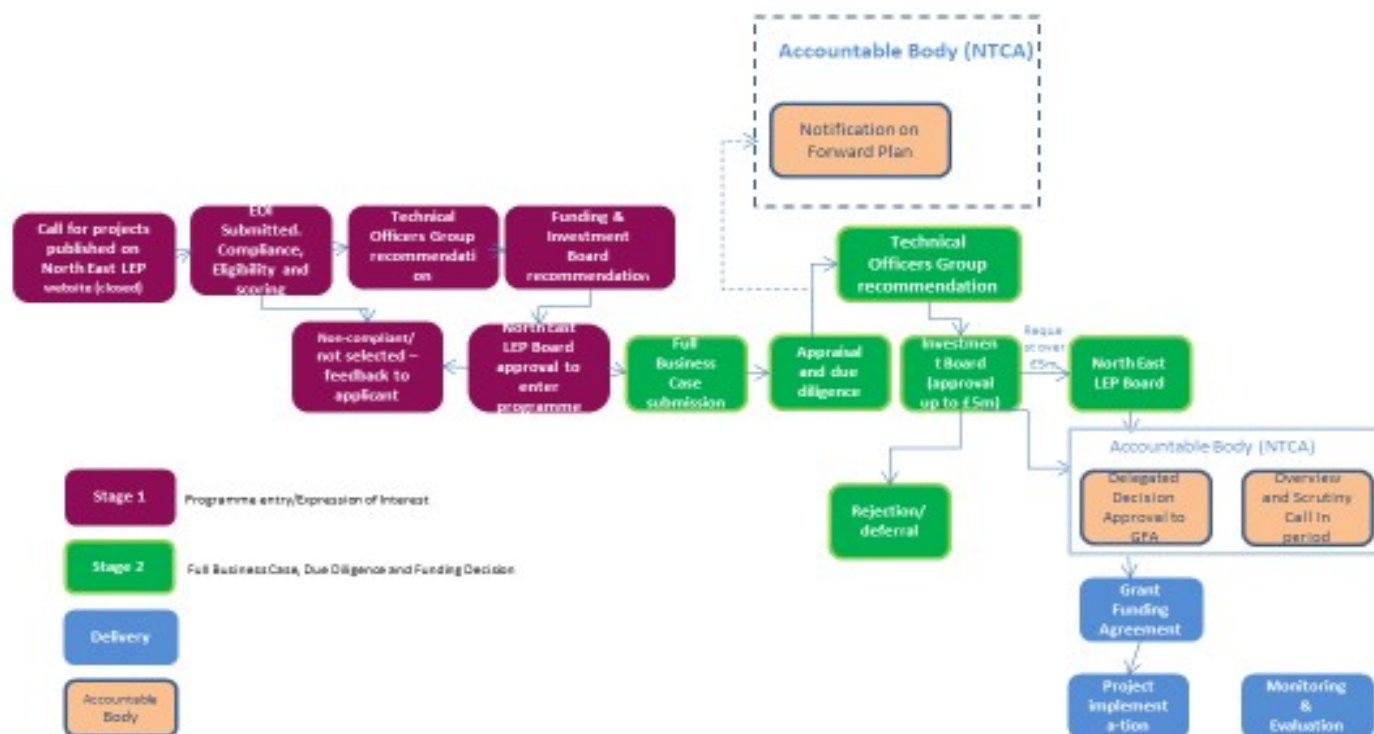 Accountable Body (NTCA)
Notification on
Forward Plan
Call for projects
published on
North East LEP
website (closed)
EOI
Submitted.
Compliance,
Eligibility and
scoring
Technical
Officers Group
recommendati
on
Funding &
Investment
Board
recommendation
Technical
Officers Group
recommendation
Non-compliant/
not selected –
feedback to
applicant
North East
LEP Board
approval to
enter
programme
Full
Business
Case
submission
Appraisal
and due
diligence
Investmen
t Board
(approval
up to £5m)
Reque
st over
£5m
North East
LEP Board
Accountable Body (NTCA)
Delegated
Decision
Approval to
GFA
Overview
and Scrutiny
Call In
period
Rejection/
deferral
Stage 1
Programme entry/Expression of Interest
Stage 2
Full Business Case, Due Diligence and Funding Decision
Delivery
Accountable
Body
Grant
Funding
Agreement
Project
implement
a-tion
Monitoring
&
Evaluation